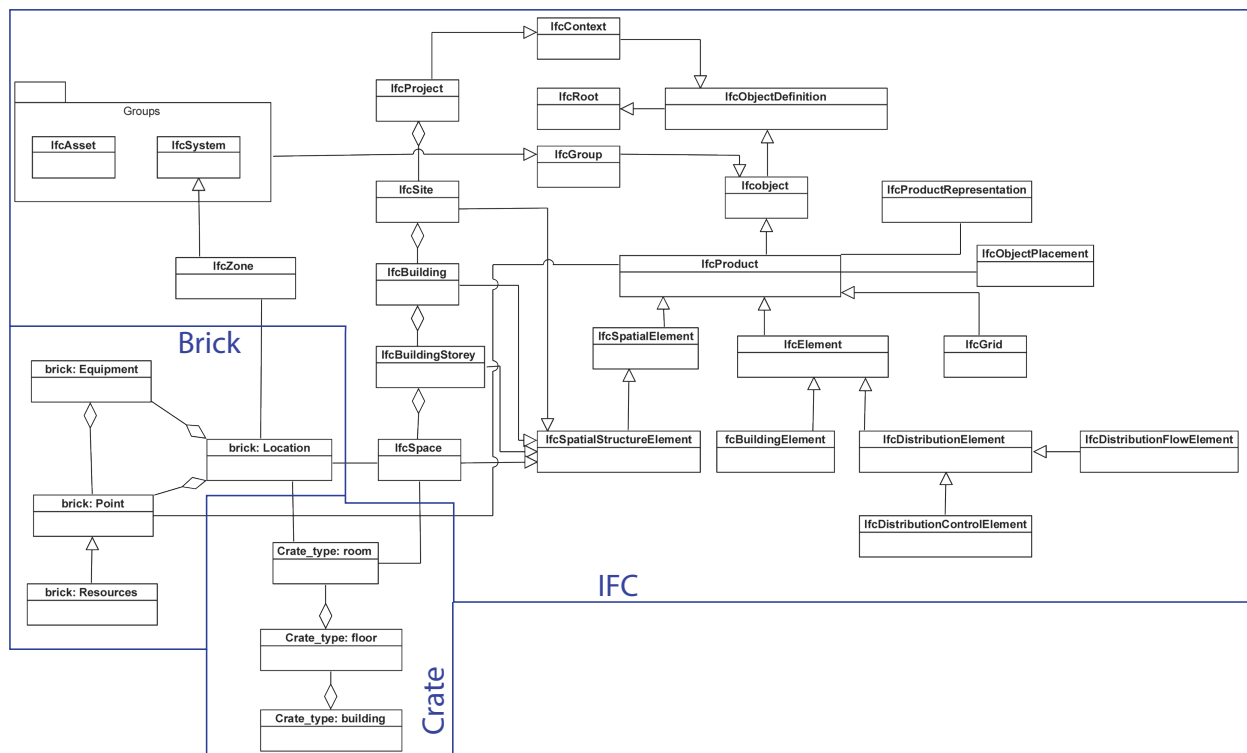 IfcContext
IfcProject
IfcRoot
IfcObjectDefinition
Groups
IfcAsset
IfcSystem
IfcGroup
IfcSite
Ifcobject
IfcProductRepresentation
IfcZone
IfcBuilding
IfcProduct
IfcObjectPlacement
Brick
IfcSpatialElement
IfcElement
IfcGrid
IfcBuildingStorey
brick: Equipment
brick: Location
IfcSpace
IfcSpatialStructureElement
fcBuildingElement
IfcDistributionElement
IfcDistributionFlowElement
brick: Point
IfcDistributionControlElement
Crate_type: room
brick: Resources
IFC
Crate_type: floor
Crate
Crate_type: building